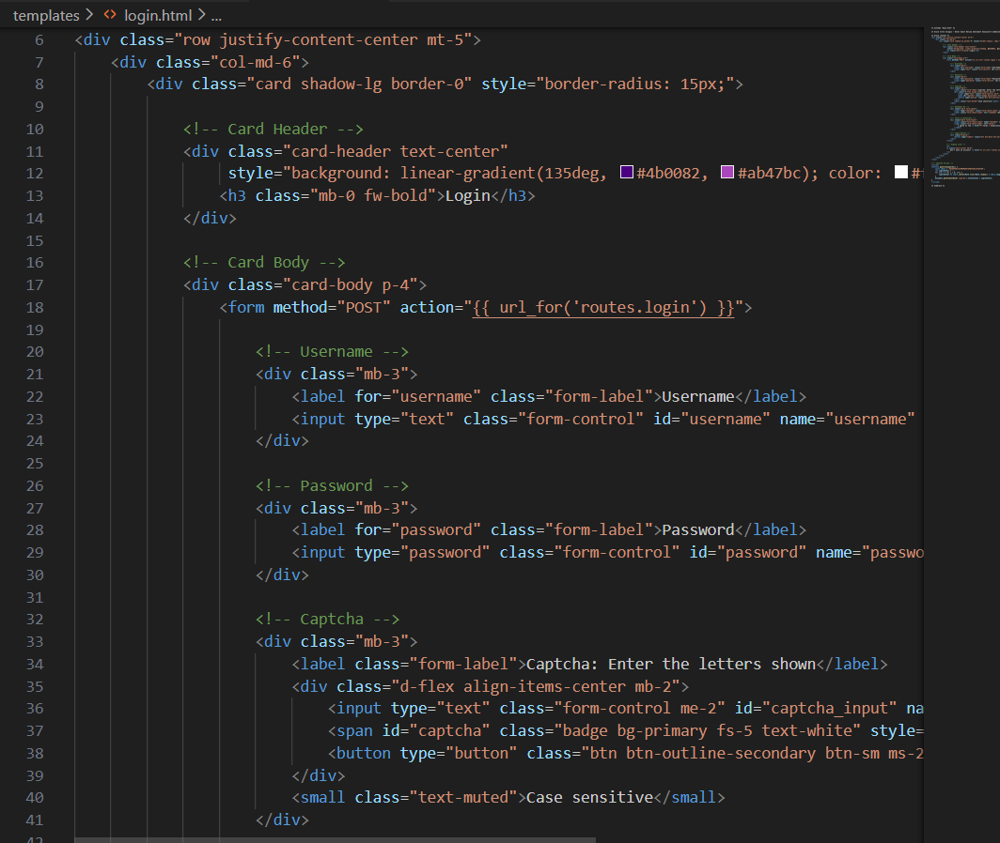 templates > <> login.html > ...
6 <div class="row justify-content-center mt-5">
7 <div class="col-md-6">
8 <div class="card shadow-lg border-0" style="border-radius: 15px;">
9
10 <!-- Card Header -->
11 <div class="card-header text-center"
12 style="background: linear-gradient(135deg, #4b0082, #ab47bc); color: #
13 <h3 class="mb-0 fw-bold">Login</h3>
14 </div>
15
16 <!-- Card Body -->
17 <div class="card-body p-4">
18 <form method="POST" action="{{ url_for('routes.login') }}">
19
20 <!-- Username -->
21 <div class="mb-3">
22 <label for="username" class="form-label">Username</label>
23 <input type="text" class="form-control" id="username" name="username"
24 </div>
25
26 <!-- Password -->
27 <div class="mb-3">
28 <label for="password" class="form-label">Password</label>
29 <input type="password" class="form-control" id="password" name="passwo
30 </div>
31
32 <!-- Captcha -->
33 <div class="mb-3">
34 <label class="form-label">Captcha: Enter the letters shown</label>
35 <div class="d-flex align-items-center mb-2">
36 <input type="text" class="form-control me-2" id="captcha_input" na
37 <span id="captcha" class="badge bg-primary fs-5 text-white" style=
38 <button type="button" class="btn btn-outline-secondary btn-sm ms-2
39 </div>
40 <small class="text-muted">Case sensitive</small>
41 </div>
42